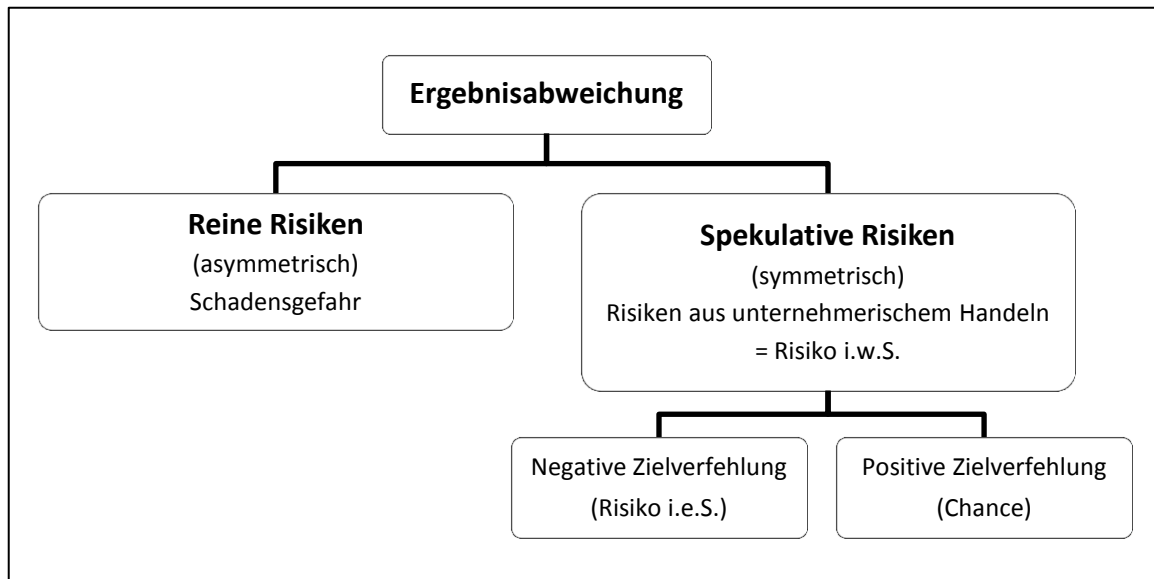 Ergebnisabweichung
Reine Risiken
(asymmetrisch)
Schadensgefahr
Spekulative Risiken
(symmetrisch)
Risiken aus unternehmerischem Handeln
= Risiko i.w.S.
Negative Zielverfehlung
(Risiko i.e.S.)
Positive Zielverfehlung
(Chance)